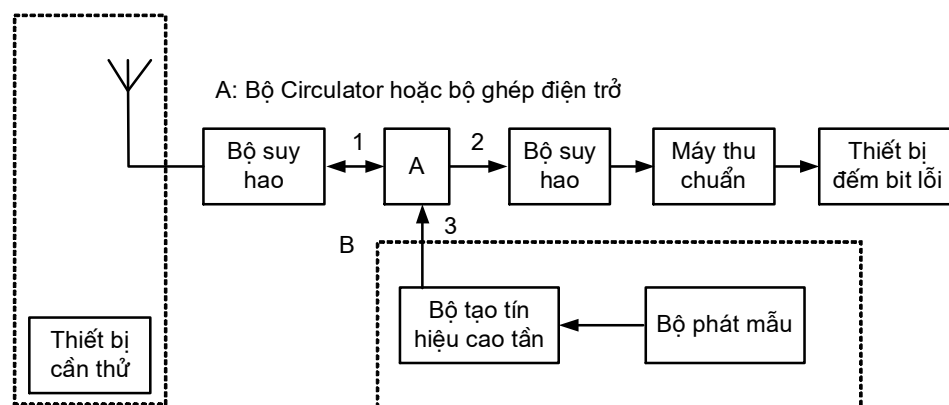 A: Bộ Circulator hoặc bộ ghép điện trở
Bộ suy
hao
1
A
2
Bộ suy
hao
Máy thu
chuẩn
Thiết bị
đếm bit lỗi
3
B
Bộ tạo tín
hiệu cao tần
Bộ phát mẫu
Thiết bị
cần thử